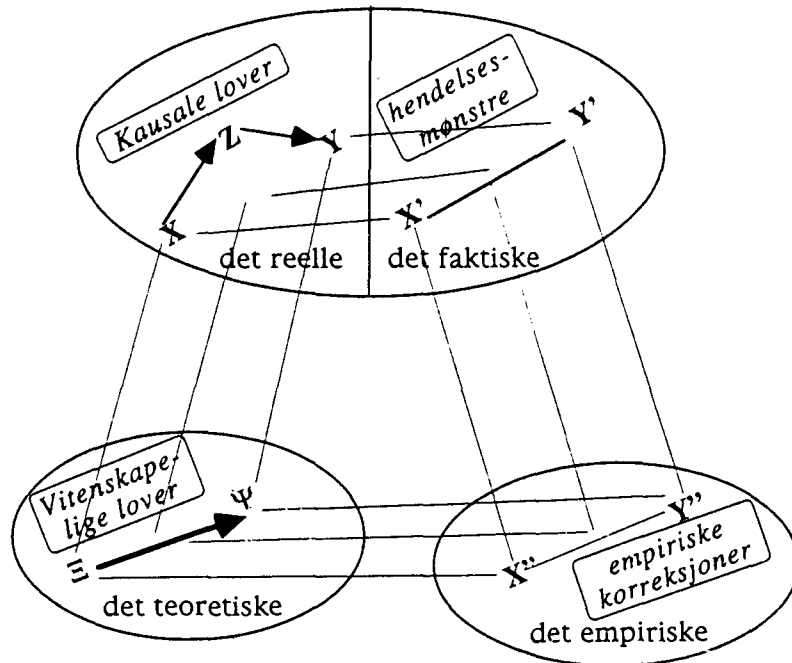 Kausale lover
hendelses-
mønstre
Z
Y
Y'
X
X'
det reelle
det faktiske
Vitenskape-
lige lover
Ψ
Ξ
det teoretiske
Y"
X"
empiriske
korreksjoner
det empiriske